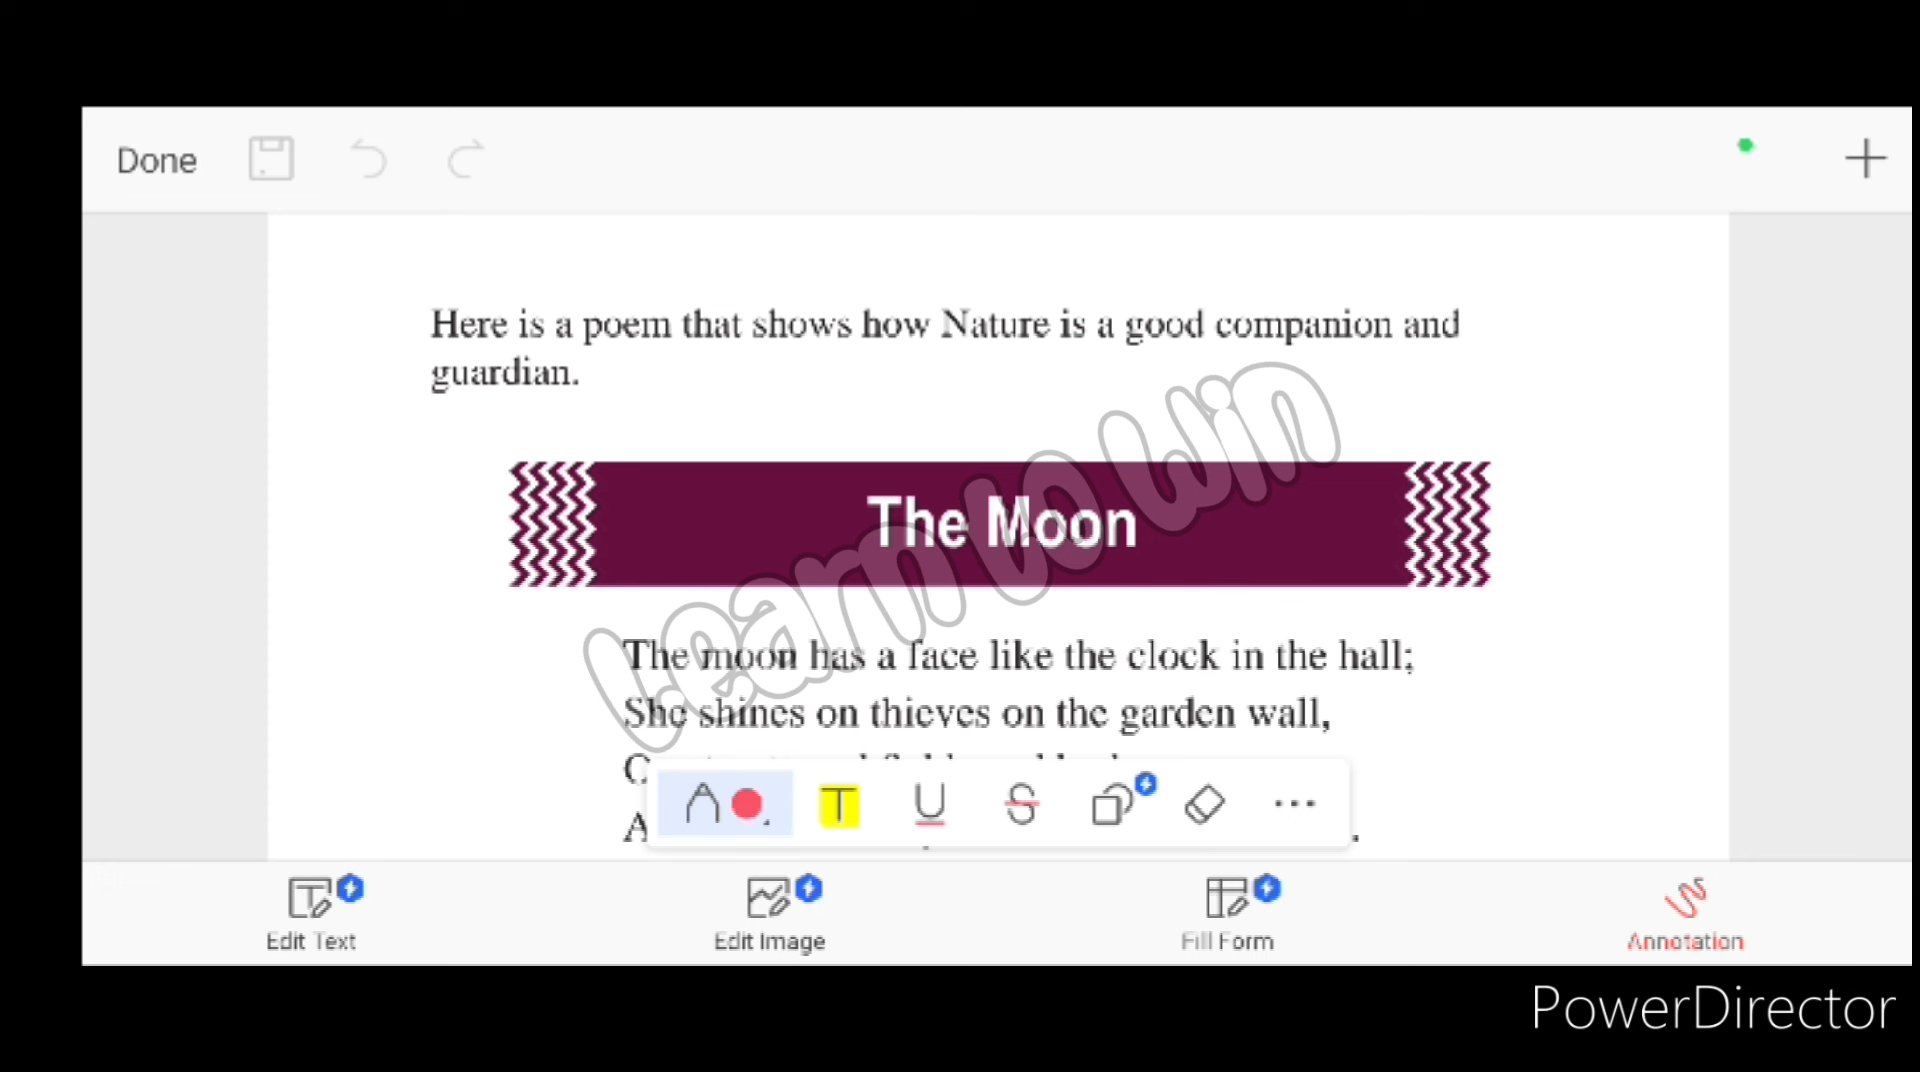 Done
Here is a poem that shows how Nature is a good companion and
guardian.
The Moon
Learn to Win
The moon has a face like the clock in the hall;
She shines on thieves on the garden wall,
T
U
S
Edit Text
Edit Image
Fill Form
Annotation
PowerDirector